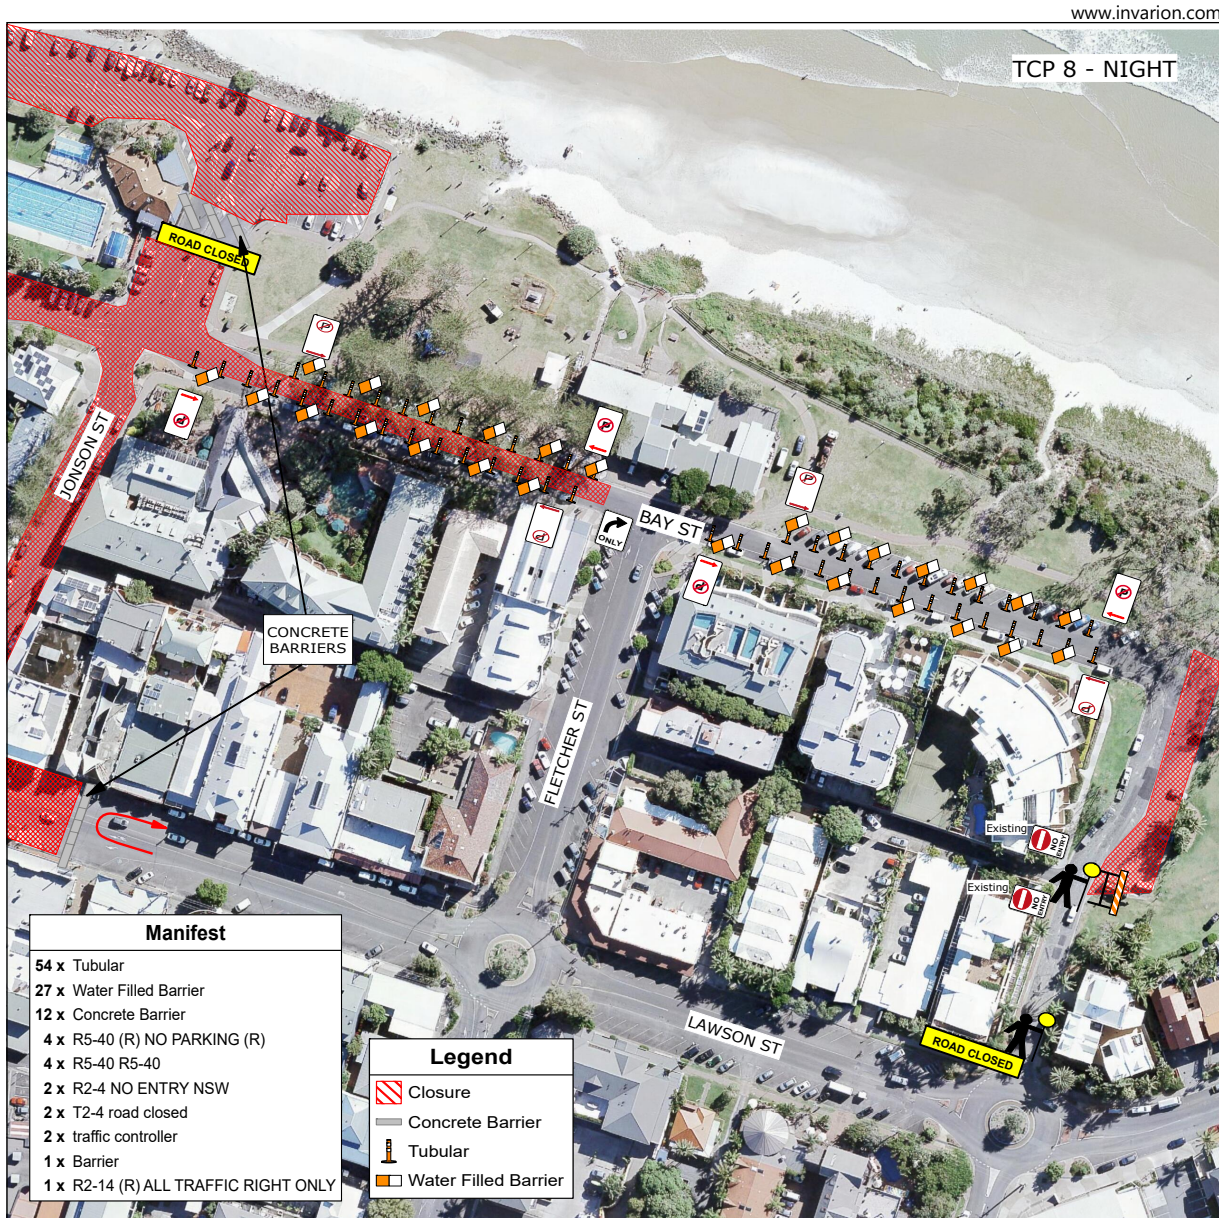 www.invarion.com
TCP 8 - NIGHT
ROAD CLOSED
P
P
JONSON ST
P
P
ONLY
BAY ST
P
P
P
P
CONCRETE
BARRIERS
FLETCHER ST
Existing
NO
ENTRY
Existing
NO
ENTRY
LAWSON ST
ROAD CLOSED
Manifest
54 x Tubular
27 x Water Filled Barrier
12 x Concrete Barrier
4 x R5-40 (R) NO PARKING (R)
4 x R5-40 R5-40
2 x R2-4 NO ENTRY NSW
2 x T2-4 road closed
2 x traffic controller
1 x Barrier
1 x R2-14 (R) ALL TRAFFIC RIGHT ONLY
Legend
Closure
Concrete Barrier
Tubular
Water Filled Barrier